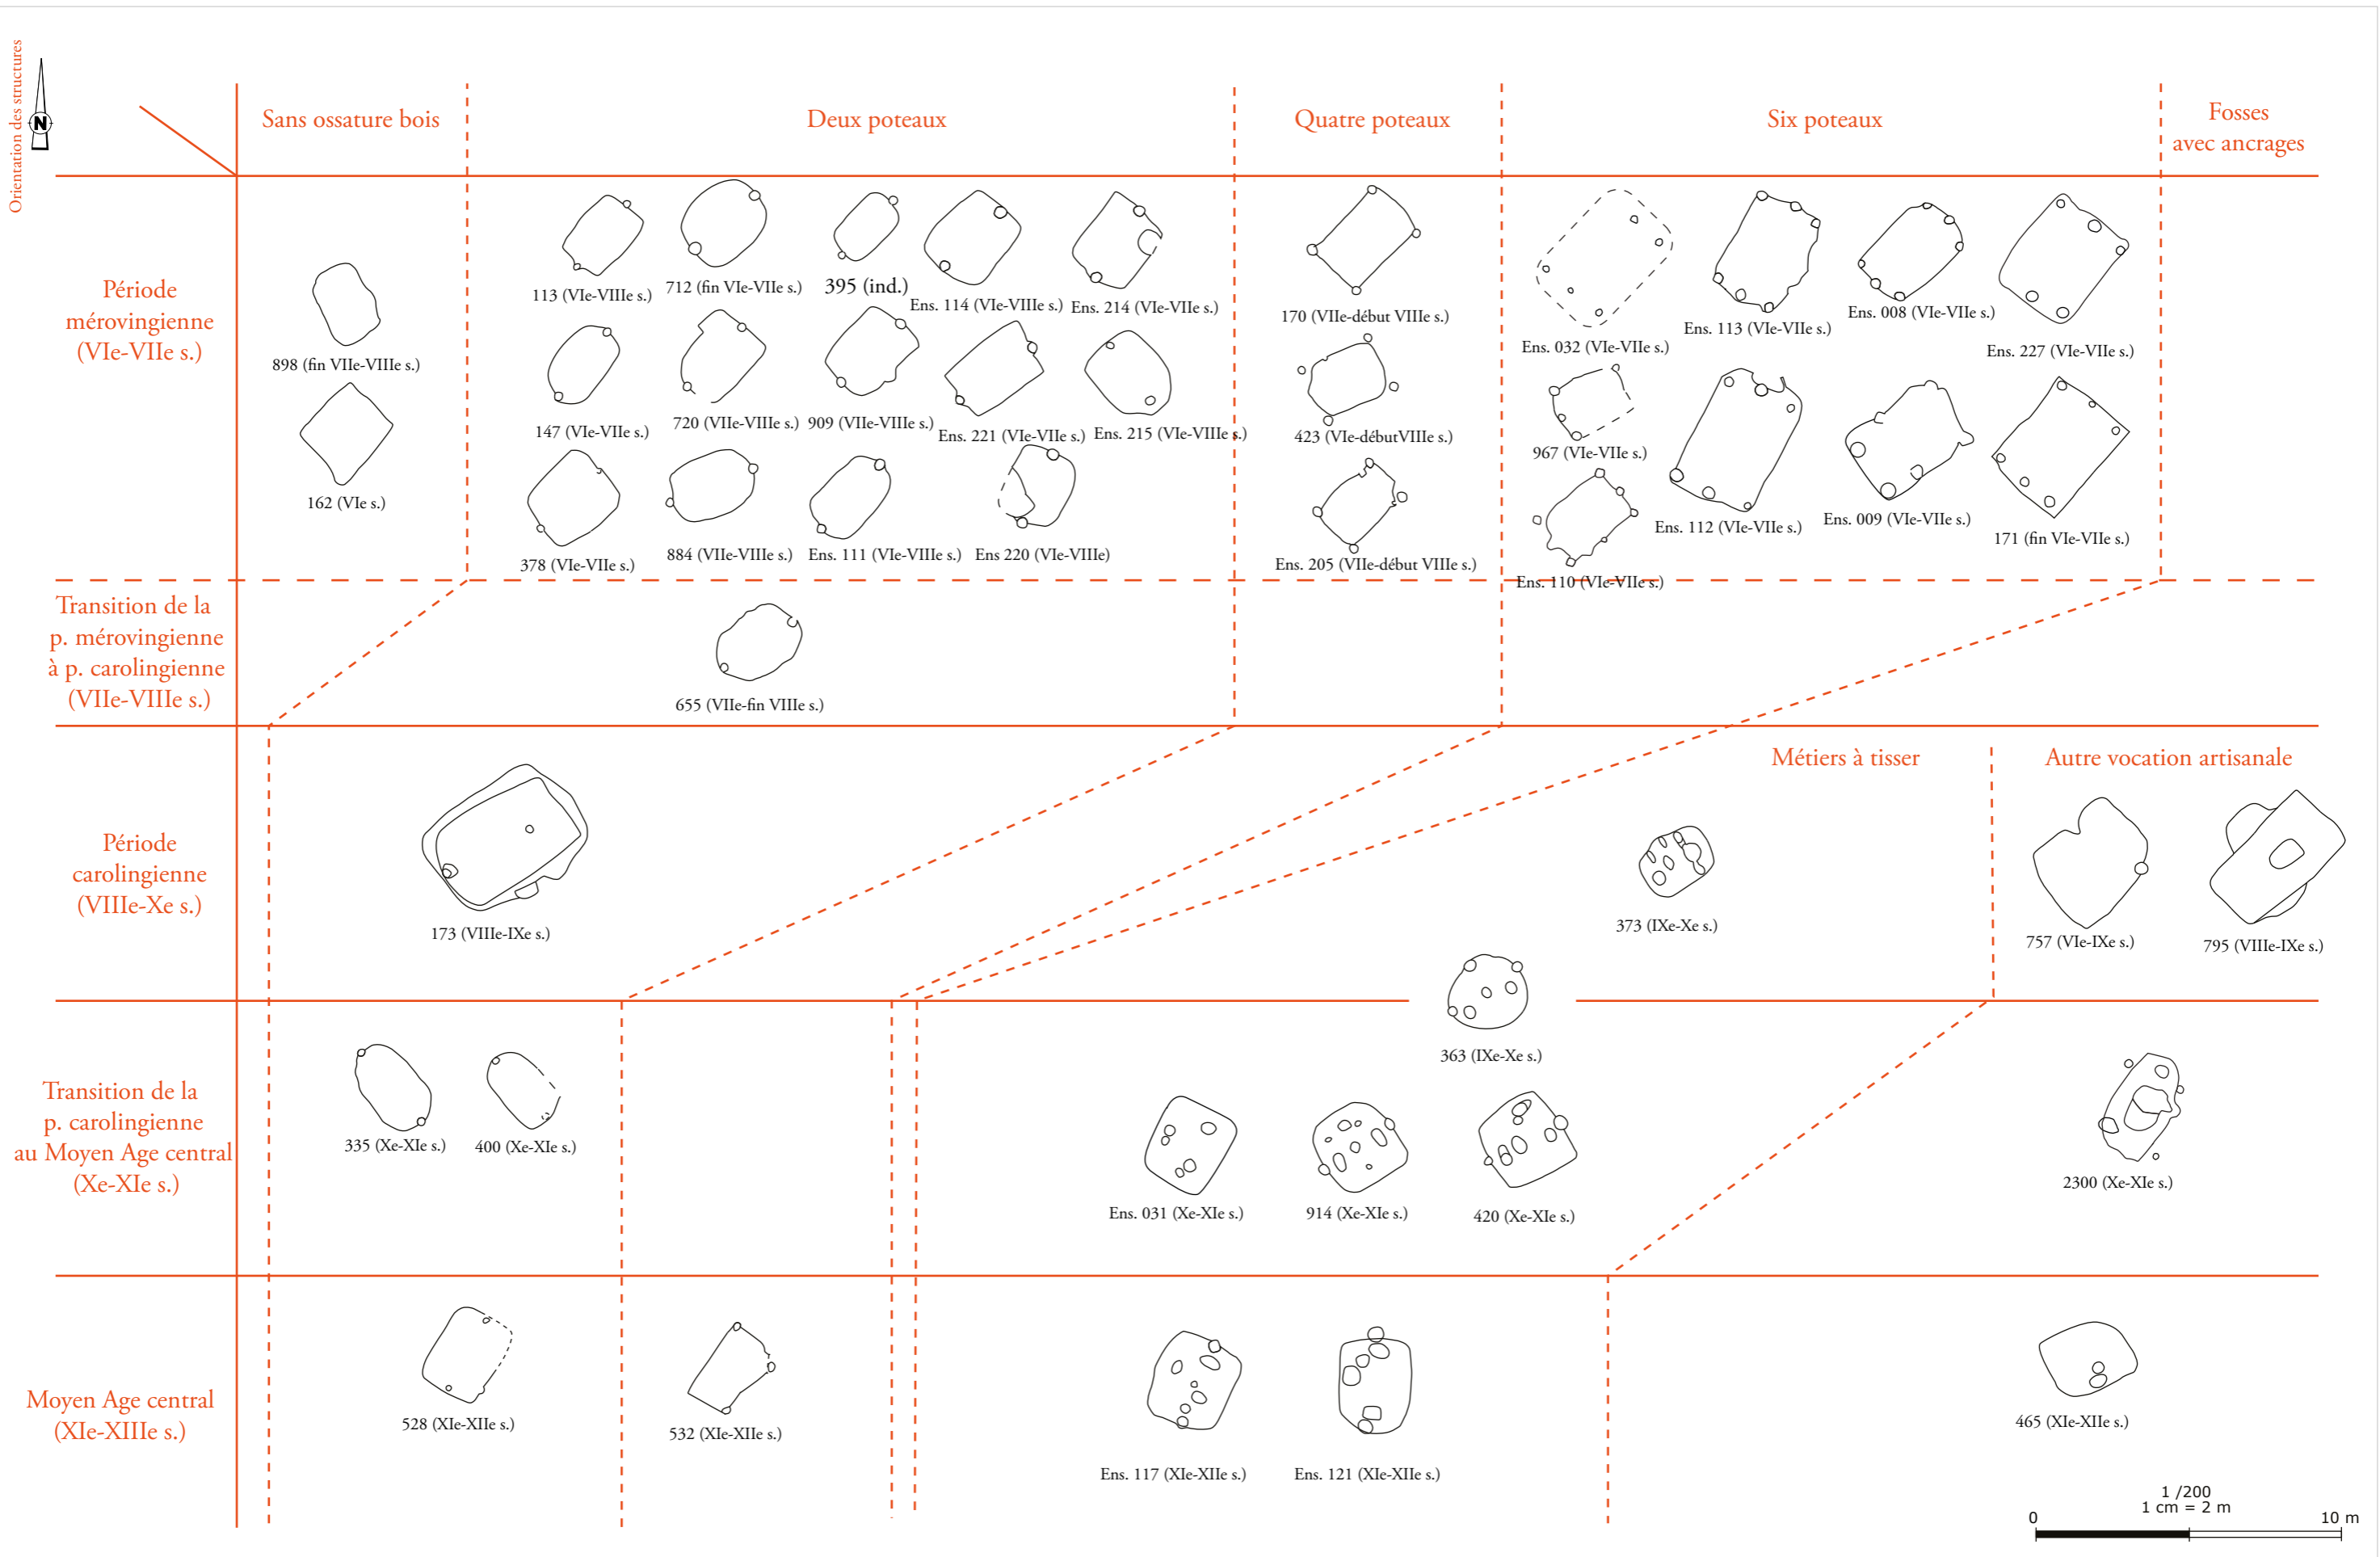 Orientation des structures
N
Sans ossature bois
Deux poteaux
Quatre poteaux
Six poteaux
Fosses
avec ancrages
Période
mérovingienne
(VIe-VIIe s.)
898 (fin VIIe-VIIIe s.)
162 (VIe s.)
113 (VIe-VIIIe s.)
712 (fin VIe-VIIe s.)
395 (ind.)
Ens. 114 (VIe-VIIIe s.)
Ens. 214 (VIe-VIIe s.)
147 (VIe-VIIe s.)
720 (VIIe-VIIIe s.)
909 (VIIe-VIIIe s.)
Ens. 221 (VIe-VIIe s.)
Ens. 215 (VIe-VIIIe s.)
378 (VIe-VIIe s.)
884 (VIIe-VIIIe s.)
Ens. 111 (VIe-VIIIe s.)
Ens 220 (VIe-VIIIe)
170 (VIIe-début VIIIe s.)
423 (VIe-débutVIIIe s.)
Ens. 205 (VIIe-début VIIIe s.)
Ens. 032 (VIe-VIIe s.)
Ens. 113 (VIe-VIIe s.)
Ens. 008 (VIe-VIIe s.)
Ens. 227 (VIe-VIIe s.)
967 (VIe-VIIe s.)
Ens. 112 (VIe-VIIe s.)
Ens. 009 (VIe-VIIe s.)
171 (fin VIe-VIIe s.)
Ens. 110 (VIe-VIIe s.)
Transition de la
p. mérovingienne
à p. carolingienne
(VIIe-VIIIe s.)
655 (VIIe-fin VIIIe s.)
Métiers à tisser
Autre vocation artisanale
Période
carolingienne
(VIIIe-Xe s.)
173 (VIIIe-IXe s.)
373 (IXe-Xe s.)
757 (VIe-IXe s.)
795 (VIIIe-IXe s.)
363 (IXe-Xe s.)
Transition de la
p. carolingienne
au Moyen Age central
(Xe-XIe s.)
335 (Xe-XIe s.)
400 (Xe-XIe s.)
Ens. 031 (Xe-XIe s.)
914 (Xe-XIe s.)
420 (Xe-XIe s.)
2300 (Xe-XIe s.)
Moyen Age central
(XIe-XIIIe s.)
528 (XIe-XIIe s.)
532 (XIe-XIIe s.)
Ens. 117 (XIe-XIIe s.)
Ens. 121 (XIe-XIIe s.)
465 (XIe-XIIe s.)
1 /200
1 cm = 2 m
0 10 m